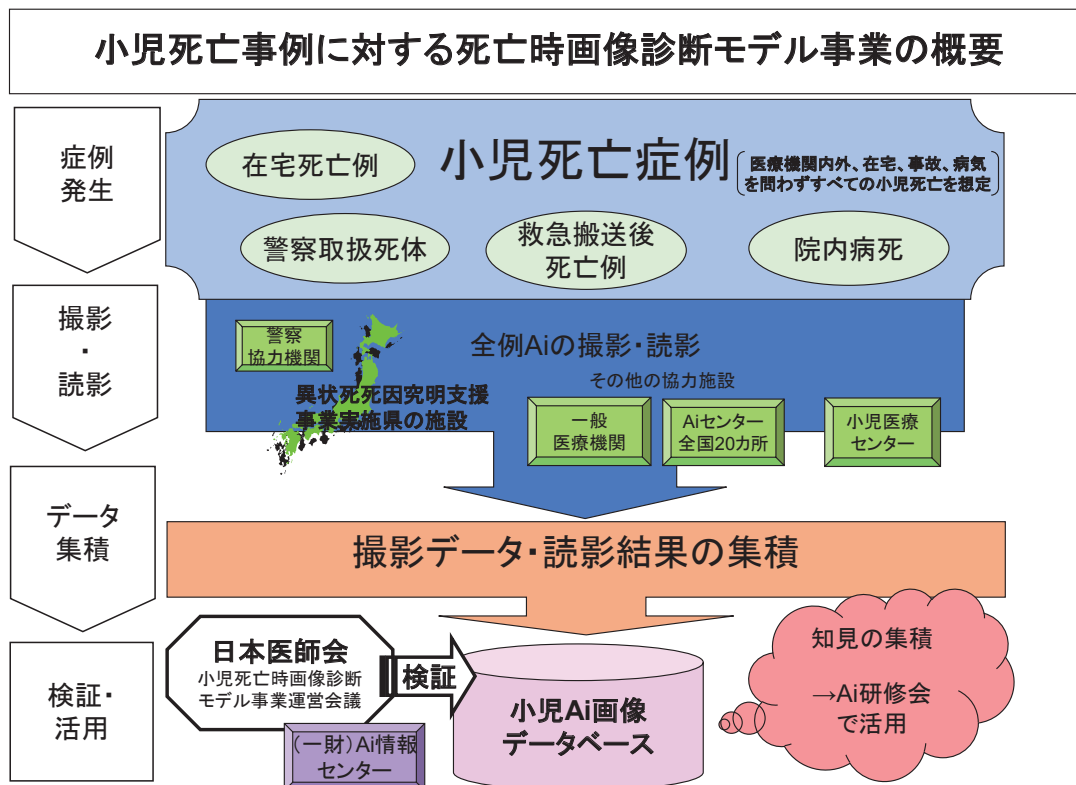 小児死亡事例に対する死亡時画像診断モデル事業の概要
症例
発生
在宅死亡例
小児死亡症例
医療機関内外、在宅、事故、病気
を問わずすべての小児死亡を想定
警察取扱死体
救急搬送後
死亡例
院内病死
撮影
・
読影
警察
協力機関
全例Aiの撮影・読影
その他の協力施設
異状死死因究明支援
事業実施県の施設
一般
医療機関
Aiセンター
全国20カ所
小児医療
センター
データ
集積
撮影データ・読影結果の集積
検証・
活用
日本医師会
小児死亡時画像診断
モデル事業運営会議
(一財)Ai情報
センター
検証
小児Ai画像
データベース
知見の集積
→Ai研修会
で活用